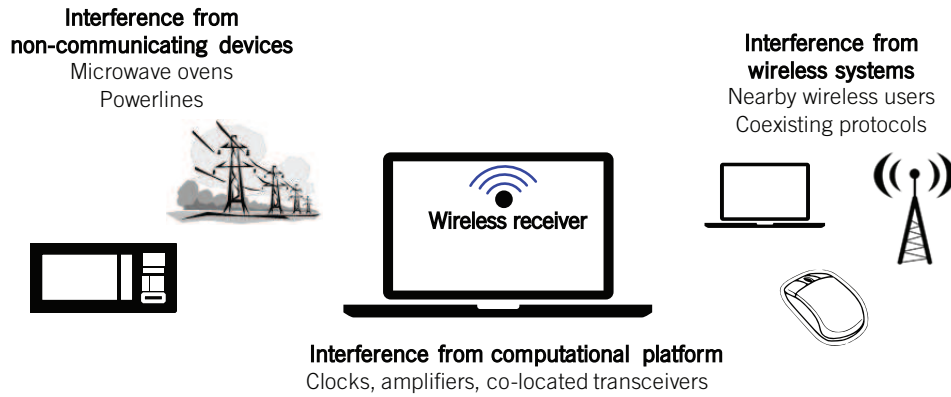 Interference from
non-communicating devices
Microwave ovens
Powerlines
Interference from
wireless systems
Nearby wireless users
Coexisting protocols
Wireless receiver
Interference from computational platform
Clocks, amplifiers, co-located transceivers